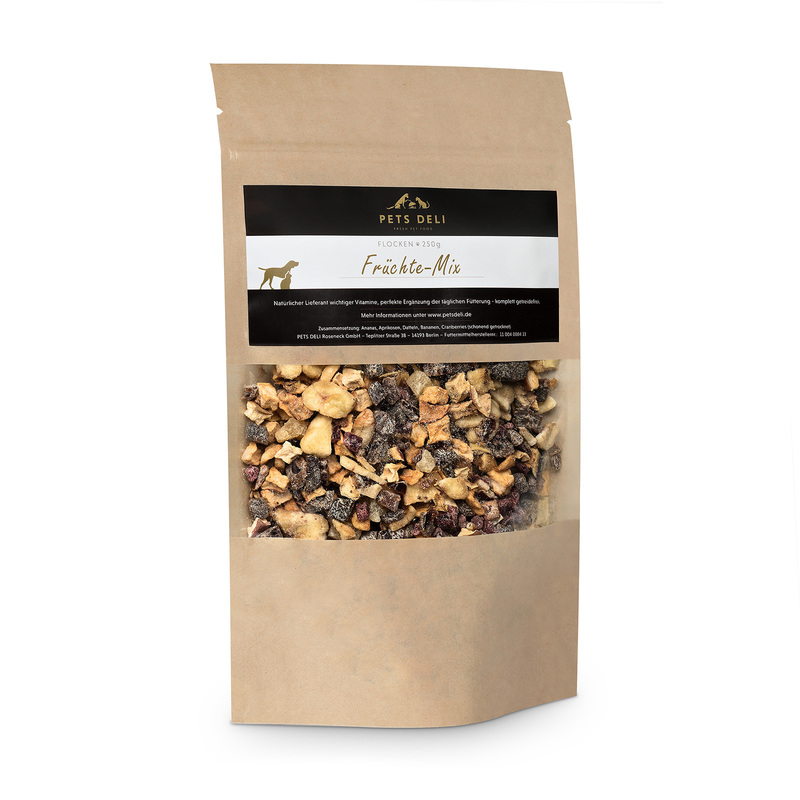 PETS DELI
FRESH PET FOOD
FLOCKEN 250g
Früchte-Mix
Natürlicher Lieferant wichtiger Vitamine, perfekte Ergänzung der täglichen Fütterung - komplett getreidefrei.
Mehr Informationen unter www.petsdeli.de
Zusammensetzung: Ananas, Aprikosen, Datteln, Bananen, Cranberries (schonend getrocknet)
PETS DELI Roseneck GmbH – Teplitzer Straße 38 – 14193 Berlin – Futtermittelherstellernr.